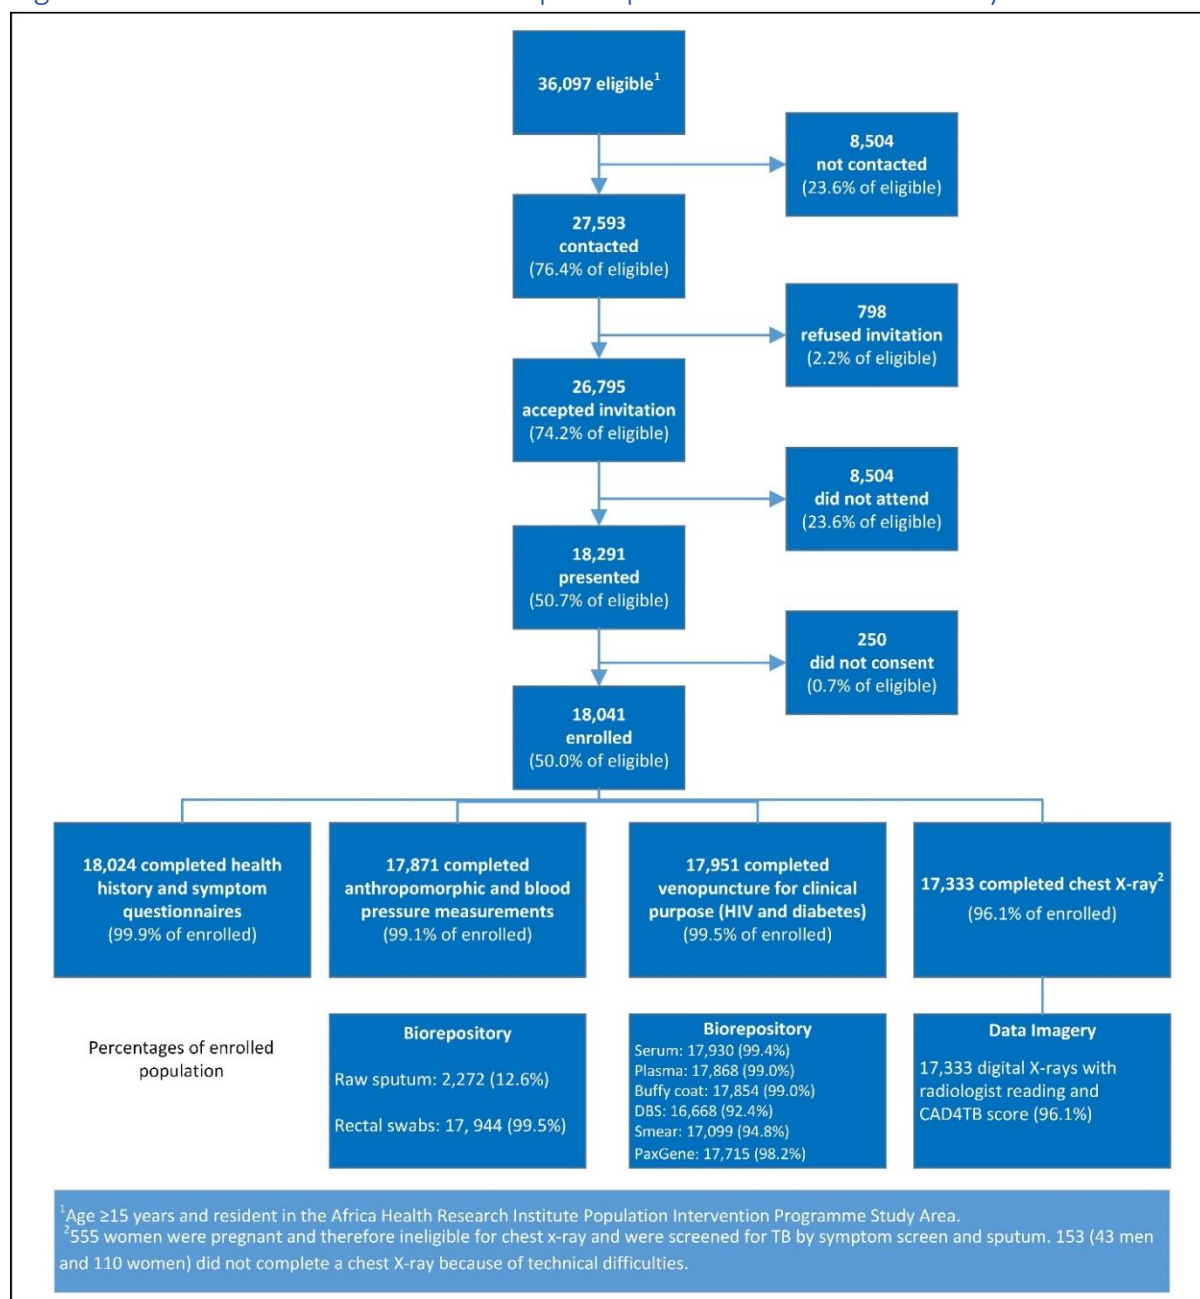 36,097 eligible¹
8,504
not contacted
(23.6% of eligible)
27,593
contacted
(76.4% of eligible)
798
refused invitation
(2.2% of eligible)
26,795
accepted invitation
(74.2% of eligible)
8,504
did not attend
(23.6% of eligible)
18,291
presented
(50.7% of eligible)
250
did not consent
(0.7% of eligible)
18,041
enrolled
(50.0% of eligible)
18,024 completed health
history and symptom
questionnaires
(99.9% of enrolled)
17,871 completed
anthropomorphic and blood
pressure measurements
(99.1% of enrolled)
17,951 completed
venopuncture for clinical
purpose (HIV and diabetes)
(99.5% of enrolled)
17,333 completed chest X-ray²
(96.1% of enrolled)
Percentages of enrolled
population
Biorepository
Raw sputum: 2,272 (12.6%)
Rectal swabs: 17, 944 (99.5%)
Biorepository
Serum: 17,930 (99.4%)
Plasma: 17,868 (99.0%)
Buffy coat: 17,854 (99.0%)
DBS: 16,668 (92.4%)
Smear: 17,099 (94.8%)
PaxGene: 17,715 (98.2%)
Data Imagery
17,333 digital X-rays with
radiologist reading and
CAD4TB score (96.1%)
¹Age ≥15 years and resident in the Africa Health Research Institute Population Intervention Programme Study Area.
²555 women were pregnant and therefore ineligible for chest x-ray and were screened for TB by symptom screen and sputum. 153 (43 men
and 110 women) did not complete a chest X-ray because of technical difficulties.